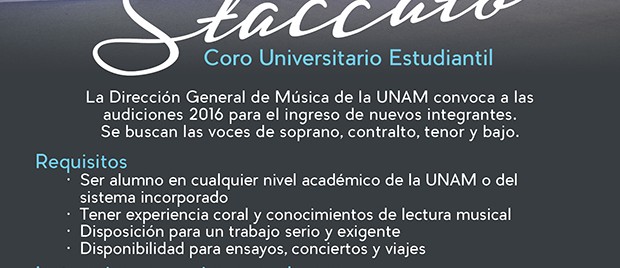 Staccato
Coro Universitario Estudiantil
La Dirección General de Música de la UNAM convoca a las
audiciones 2016 para el ingreso de nuevos integrantes.
Se buscan las voces de soprano, contralto, tenor y bajo.
Requisitos
· Ser alumno en cualquier nivel académico de la UNAM o del
sistema incorporado
· Tener experiencia coral y conocimientos de lectura musical
· Disposición para un trabajo serio y exigente
· Disponibilidad para ensayos, conciertos y viajes